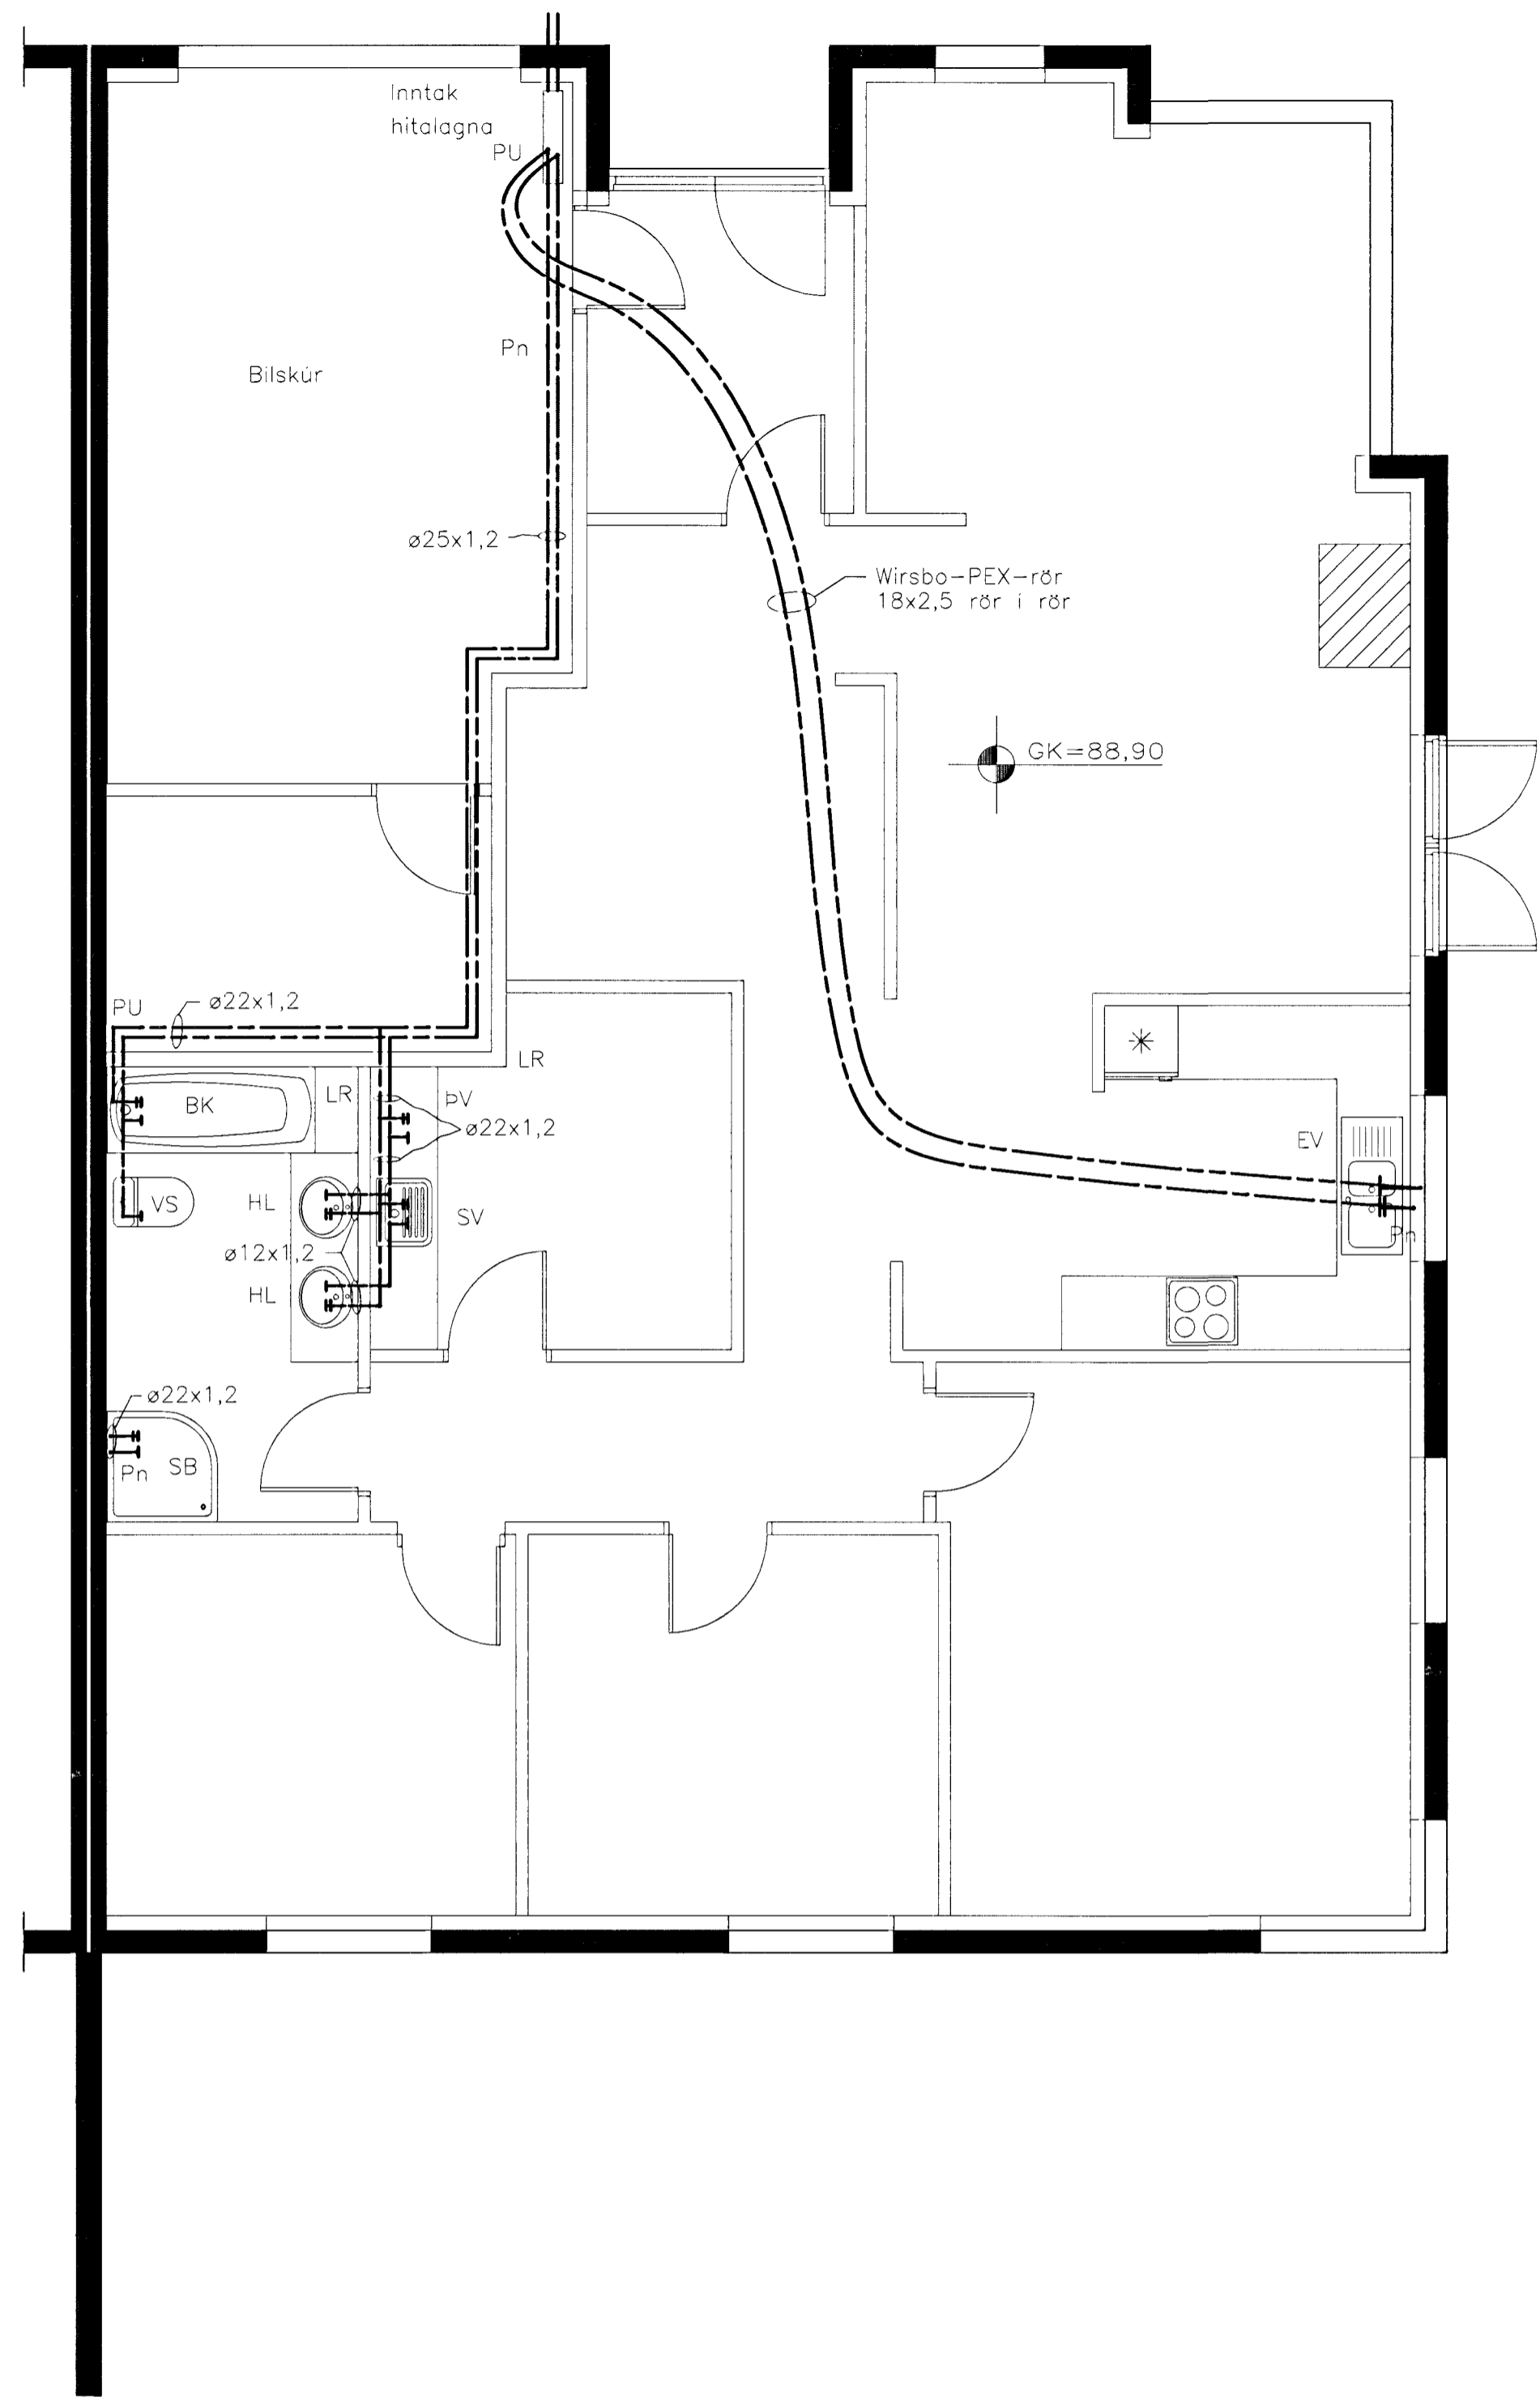 Inntak
hitalagna
PU
Pn
Bílskúr
ø25x1,2
Wirsbo-PEX-rör
18x2,5 rör í rör
GK=88,90
PU
ø22x1,2
LR
BK
LR
ÞV
ø22x1,2
EV
VS
HL
SV
Pn
ø12x1,2
HL
ø22x1,2
Pn
SB